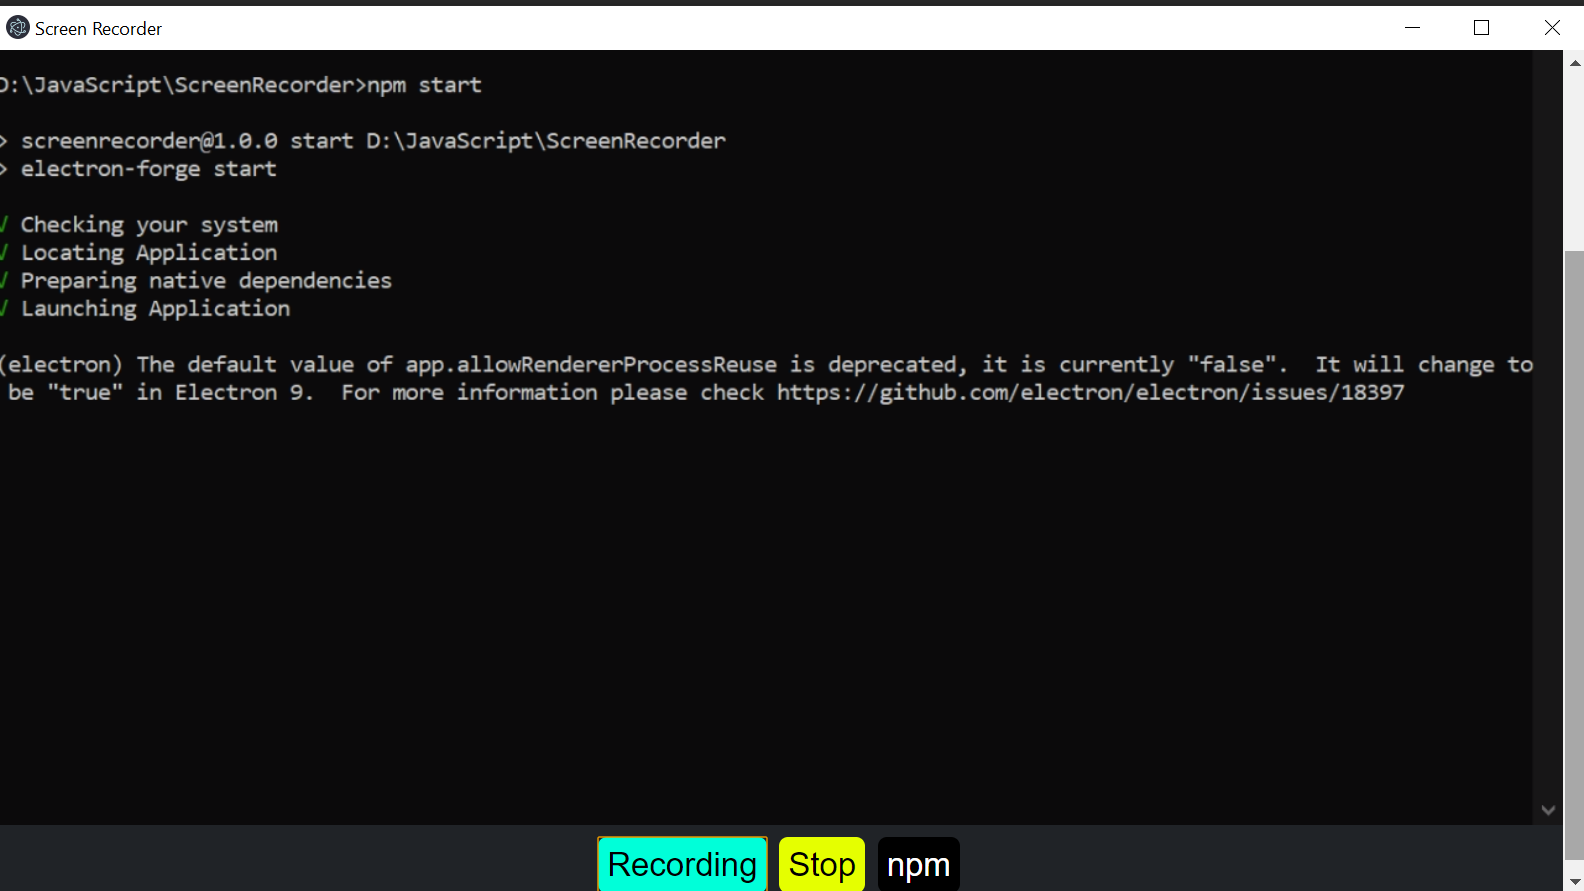 Screen Recorder
D:\JavaScript\ScreenRecorder>npm start
> screenrecorder@1.0.0 start D:\JavaScript\ScreenRecorder
> electron-forge start
√ Checking your system
√ Locating Application
√ Preparing native dependencies
√ Launching Application
(electron) The default value of app.allowRendererProcessReuse is deprecated, it is currently "false".  It will change to
be "true" in Electron 9.  For more information please check https://github.com/electron/electron/issues/18397
Recording Stop npm